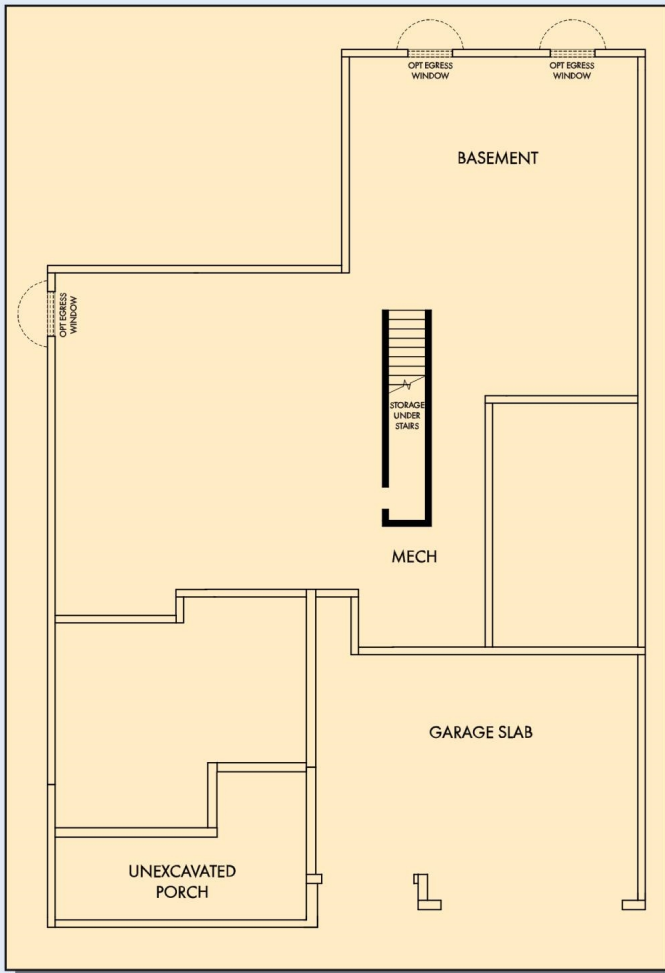 OPT EGRESS
WINDOW
OPT EGRESS
WINDOW
BASEMENT
OPT EGRESS
WINDOW
STORAGE
UNDER
STAIRS
MECH
GARAGE SLAB
UNEXCAVATED
PORCH